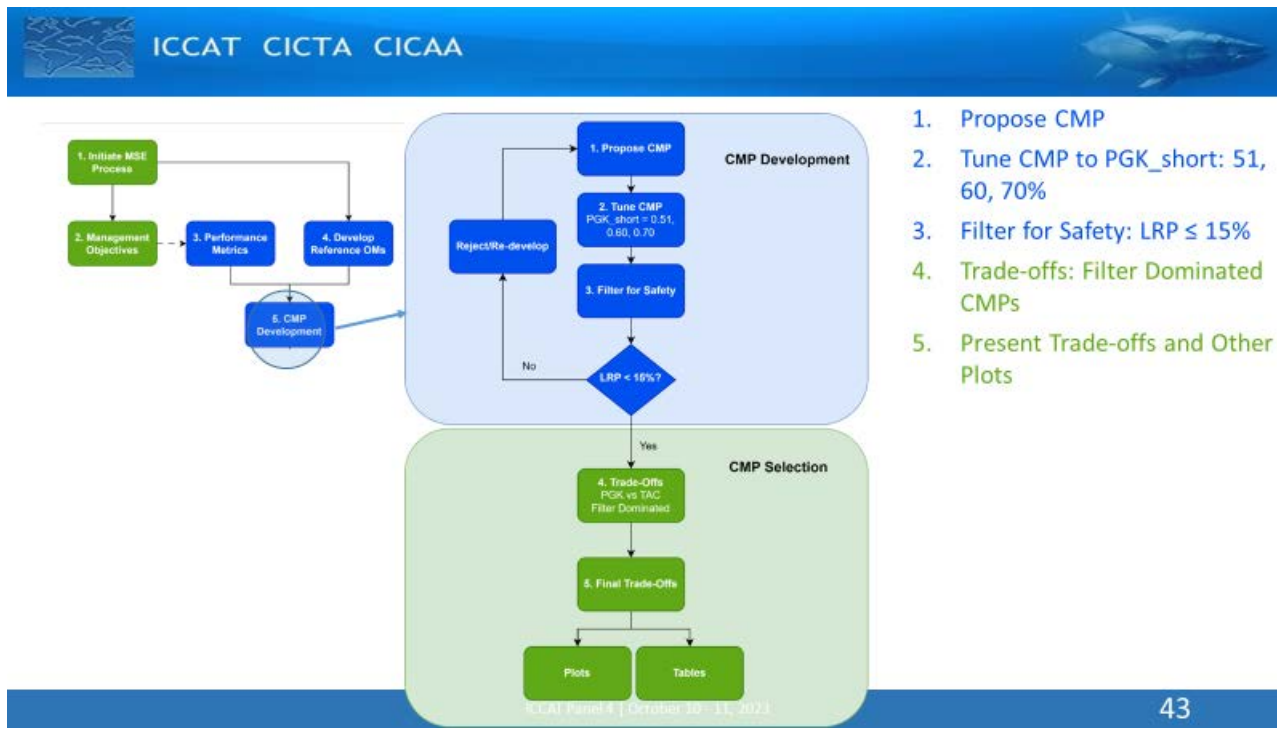 ICCAT CICTA CICAA
1. Initiate MSE
Process
2. Management
Objectives
3. Performance
Metrics
4. Develop
Reference OMs
5. CMP
Development
CMP Development
1. Propose CMP
2. Tune CMP
PGK_short = 0.51,
0.60, 0.70
Reject/Re-develop
3. Filter for Safety
No
LRP < 15%?
Yes
CMP Selection
4. Trade-Offs
PGK vs TAC
Filter Dominated
5. Final Trade-Offs
Plots
Tables
1. Propose CMP
2. Tune CMP to PGK_short: 51,
60, 70%
3. Filter for Safety: LRP ≤ 15%
4. Trade-offs: Filter Dominated
CMPs
5. Present Trade-offs and Other
Plots
ICCAT Panel 4 | October 10 - 11, 2023
43